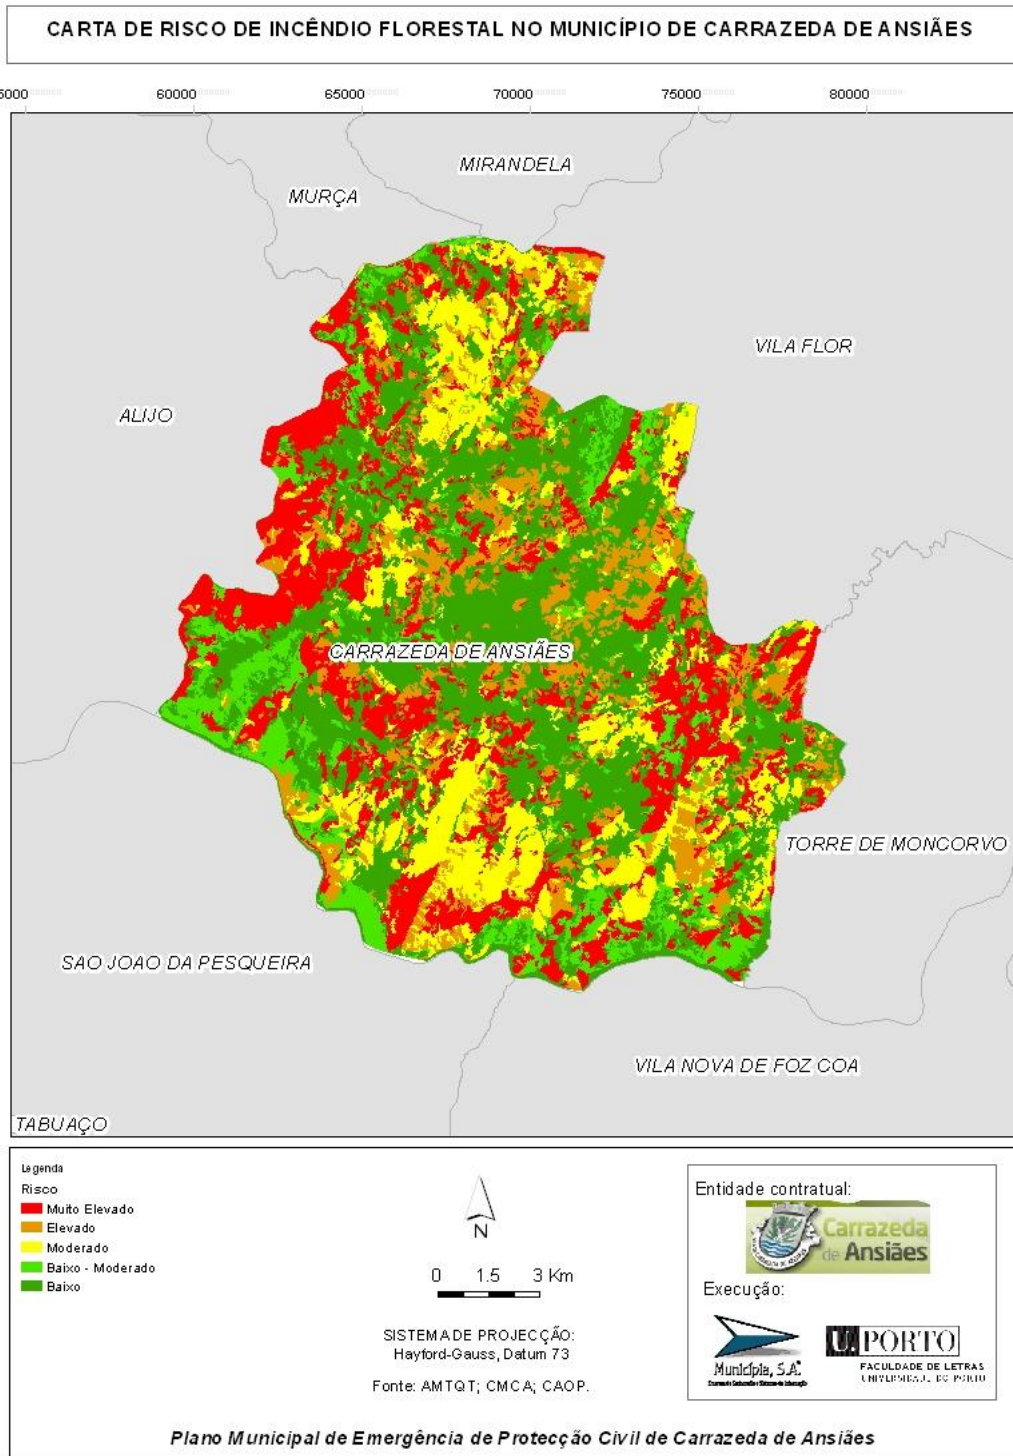 CARTA DE RISCO DE INCÊNDIO FLORESTAL NO MUNICÍPIO DE CARRAZEDA DE ANSIÃES
5000 60000 65000 70000 75000 80000
MIRANDELA
MURÇA
VILA FLOR
ALIJO
CARRAZEDA DE ANSIÃES
TORRE DE MONCORVO
SAO JOAO DA PESQUEIRA
VILA NOVA DE FOZ COA
TABUAÇO
Legenda
Risco
Muito Elevado
Elevado
Moderado
Baixo - Moderado
Baixo
N
0 1.5 3 Km
SISTEMA DE PROJECÇÃO:
Hayford-Gauss, Datum 73
Fonte: AMTQT; CMCA; CAOP.
Entidade contratual:
Carrazeda
de Ansiães
Execução:
Município, S.A.
U.PORTO
FACULDADE DE LETRAS
UNIVERSIDADE DO PORTO
Plano Municipal de Emergência de Protecção Civil de Carrazeda de Ansiães